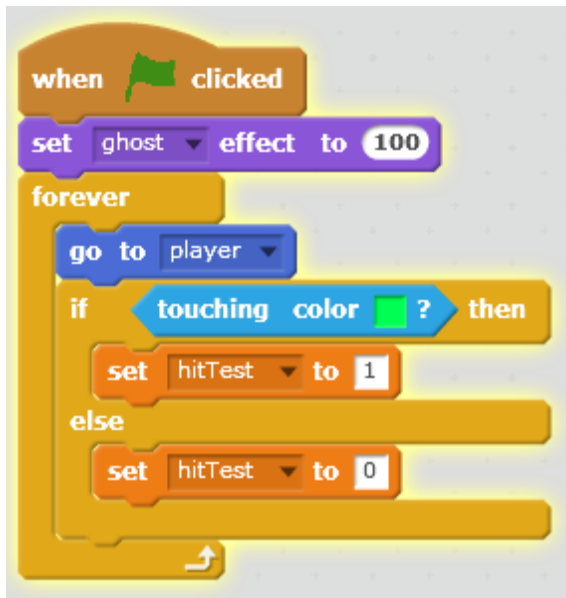 when clicked
set ghost effect to 100
forever
go to player
if touching color ? then
set hitTest to 1
else
set hitTest to 0